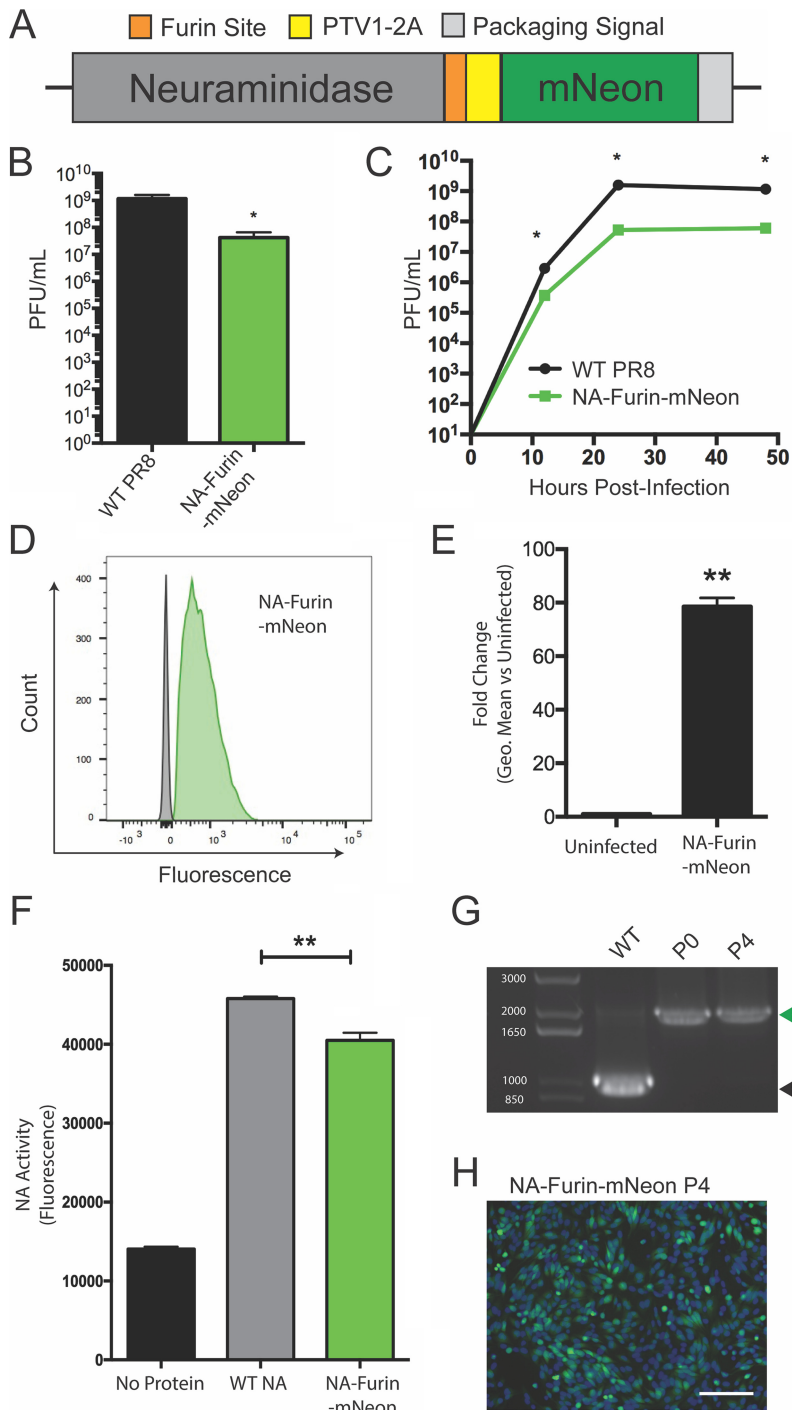 A
Furin Site PTV1-2A Packaging Signal
Neuraminidase mNeon
B
PFU/mL
10^10
10^9
10^8
10^7
10^6
10^5
10^4
10^3
10^2
10^1
10^0
*
WT PR8
NA-Furin
-mNeon
C
PFU/mL
10^10
10^9
10^8
10^7
10^6
10^5
10^4
10^3
10^2
10^1
* * *
WT PR8
NA-Furin-mNeon
0 10 20 30 40 50
Hours Post-Infection
D
Count
400
300
200
100
0
NA-Furin
-mNeon
-10^3 0 10^3 10^4 10^5
Fluorescence
E
Fold Change
(Geo. Mean vs Uninfected)
100
80
60
40
20
0
**
Uninfected
NA-Furin
-mNeon
F
NA Activity
(Fluorescence)
50000
40000
30000
20000
10000
0
**
No Protein WT NA NA-Furin
-mNeon
G
WT P0 P4
3000
2000
1650
1000
850
H
NA-Furin-mNeon P4